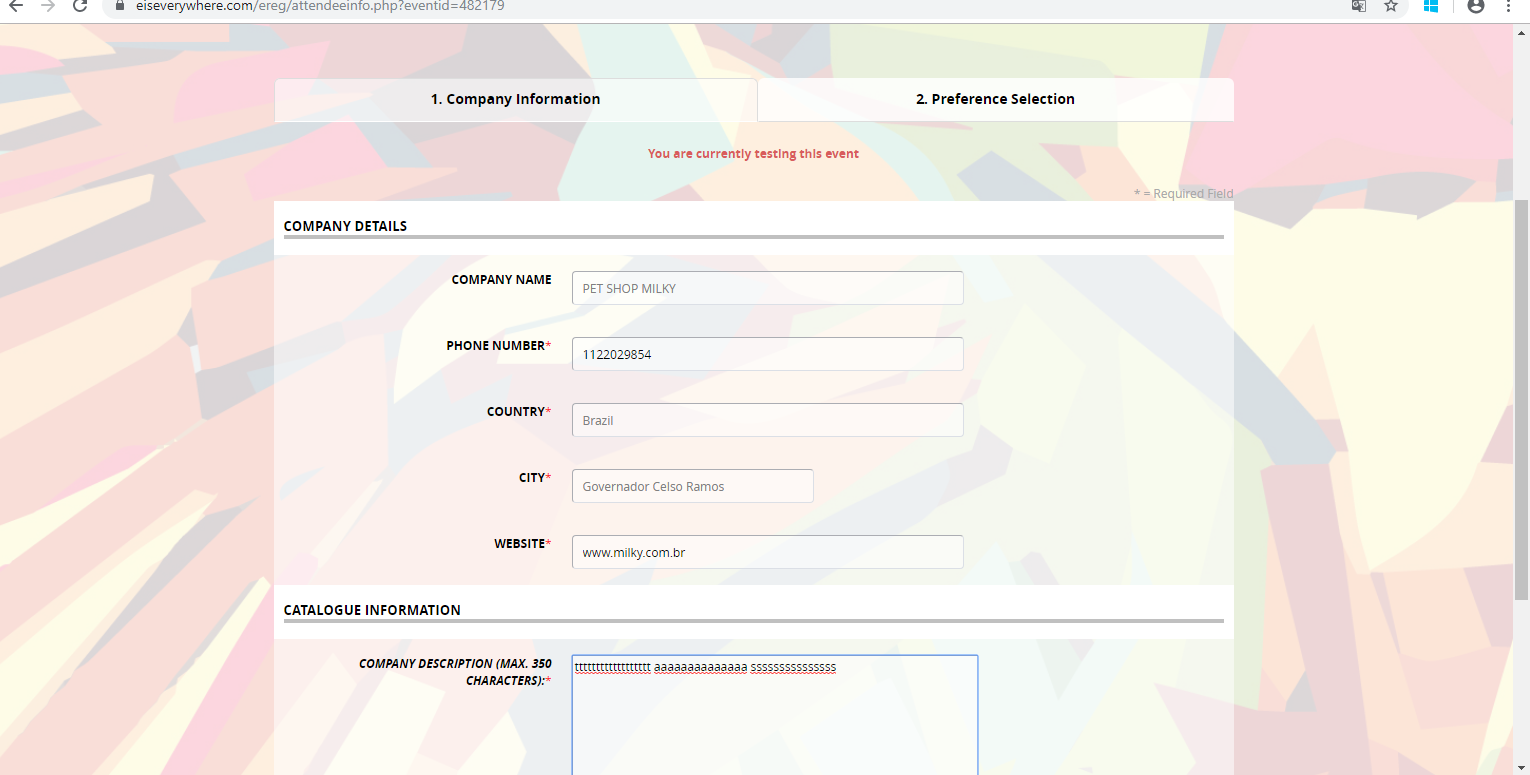 eiseverywhere.com/ereg/attendeeinfo.php?eventid=482179
1. Company Information
2. Preference Selection
You are currently testing this event
* = Required Field
COMPANY DETAILS
COMPANY NAME
PET SHOP MILKY
PHONE NUMBER*
1122029854
COUNTRY*
Brazil
CITY*
Governador Celso Ramos
WEBSITE*
www.milky.com.br
CATALOGUE INFORMATION
COMPANY DESCRIPTION (MAX. 350
CHARACTERS):*
tttttttttttttttttt aaaaaaaaaaaaaa sssssssssssssss